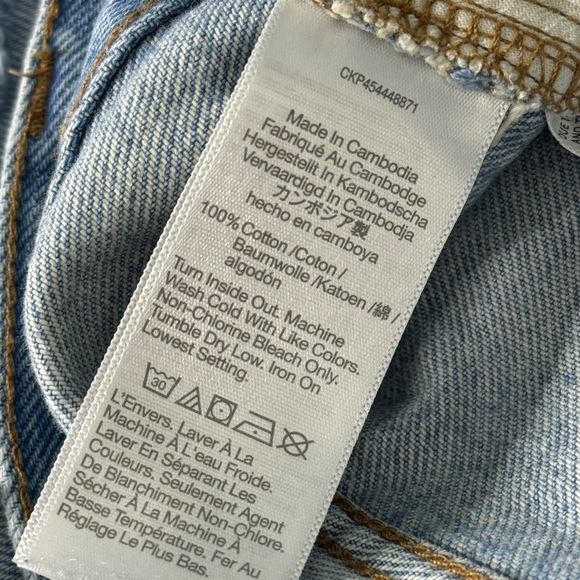 CKP454448871
Made In Cambodia
Fabriqué Au Cambodge
Hergestellt In Kambodscha
Vervaardigd In Cambodja
カンボジア製
hecho en camboya
100% Cotton /Coton /
Baumwolle /Katoen /綿 /
algodón
Turn Inside Out. Machine
Wash Cold With Like Colors.
Non-Chlorine Bleach Only.
Tumble Dry Low. Iron On
Lowest Setting.
30
L'Envers. Laver À La
Machine À L'eau Froide.
Laver En Séparant Les
Couleurs. Seulement Agent
De Blanchiment Non-Chloré.
Sécher À La Machine À
Basse Température. Fer Au
Réglage Le Plus Bas.